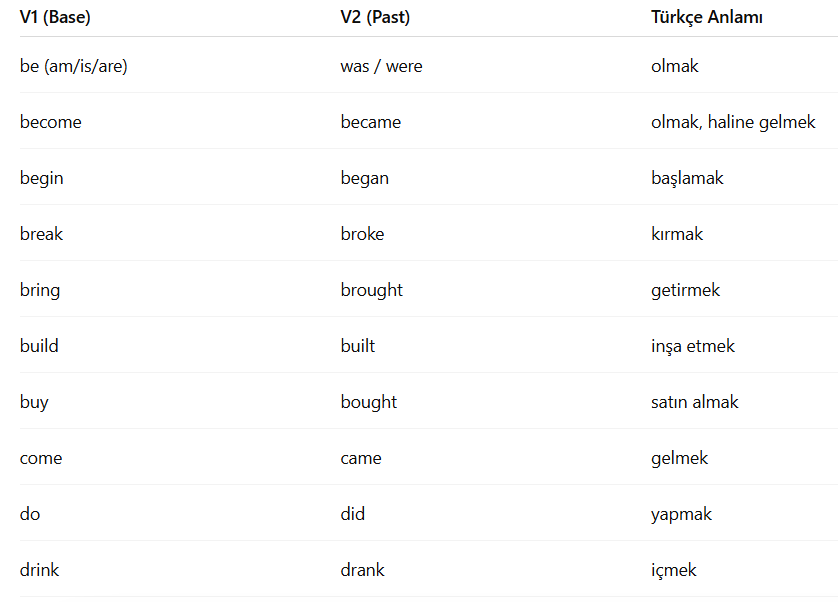 V1 (Base) V2 (Past) Türkçe Anlamı
be (am/is/are) was / were olmak
become became olmak, haline gelmek
begin began başlamak
break broke kırmak
bring brought getirmek
build built inşa etmek
buy bought satın almak
come came gelmek
do did yapmak
drink drank içmek